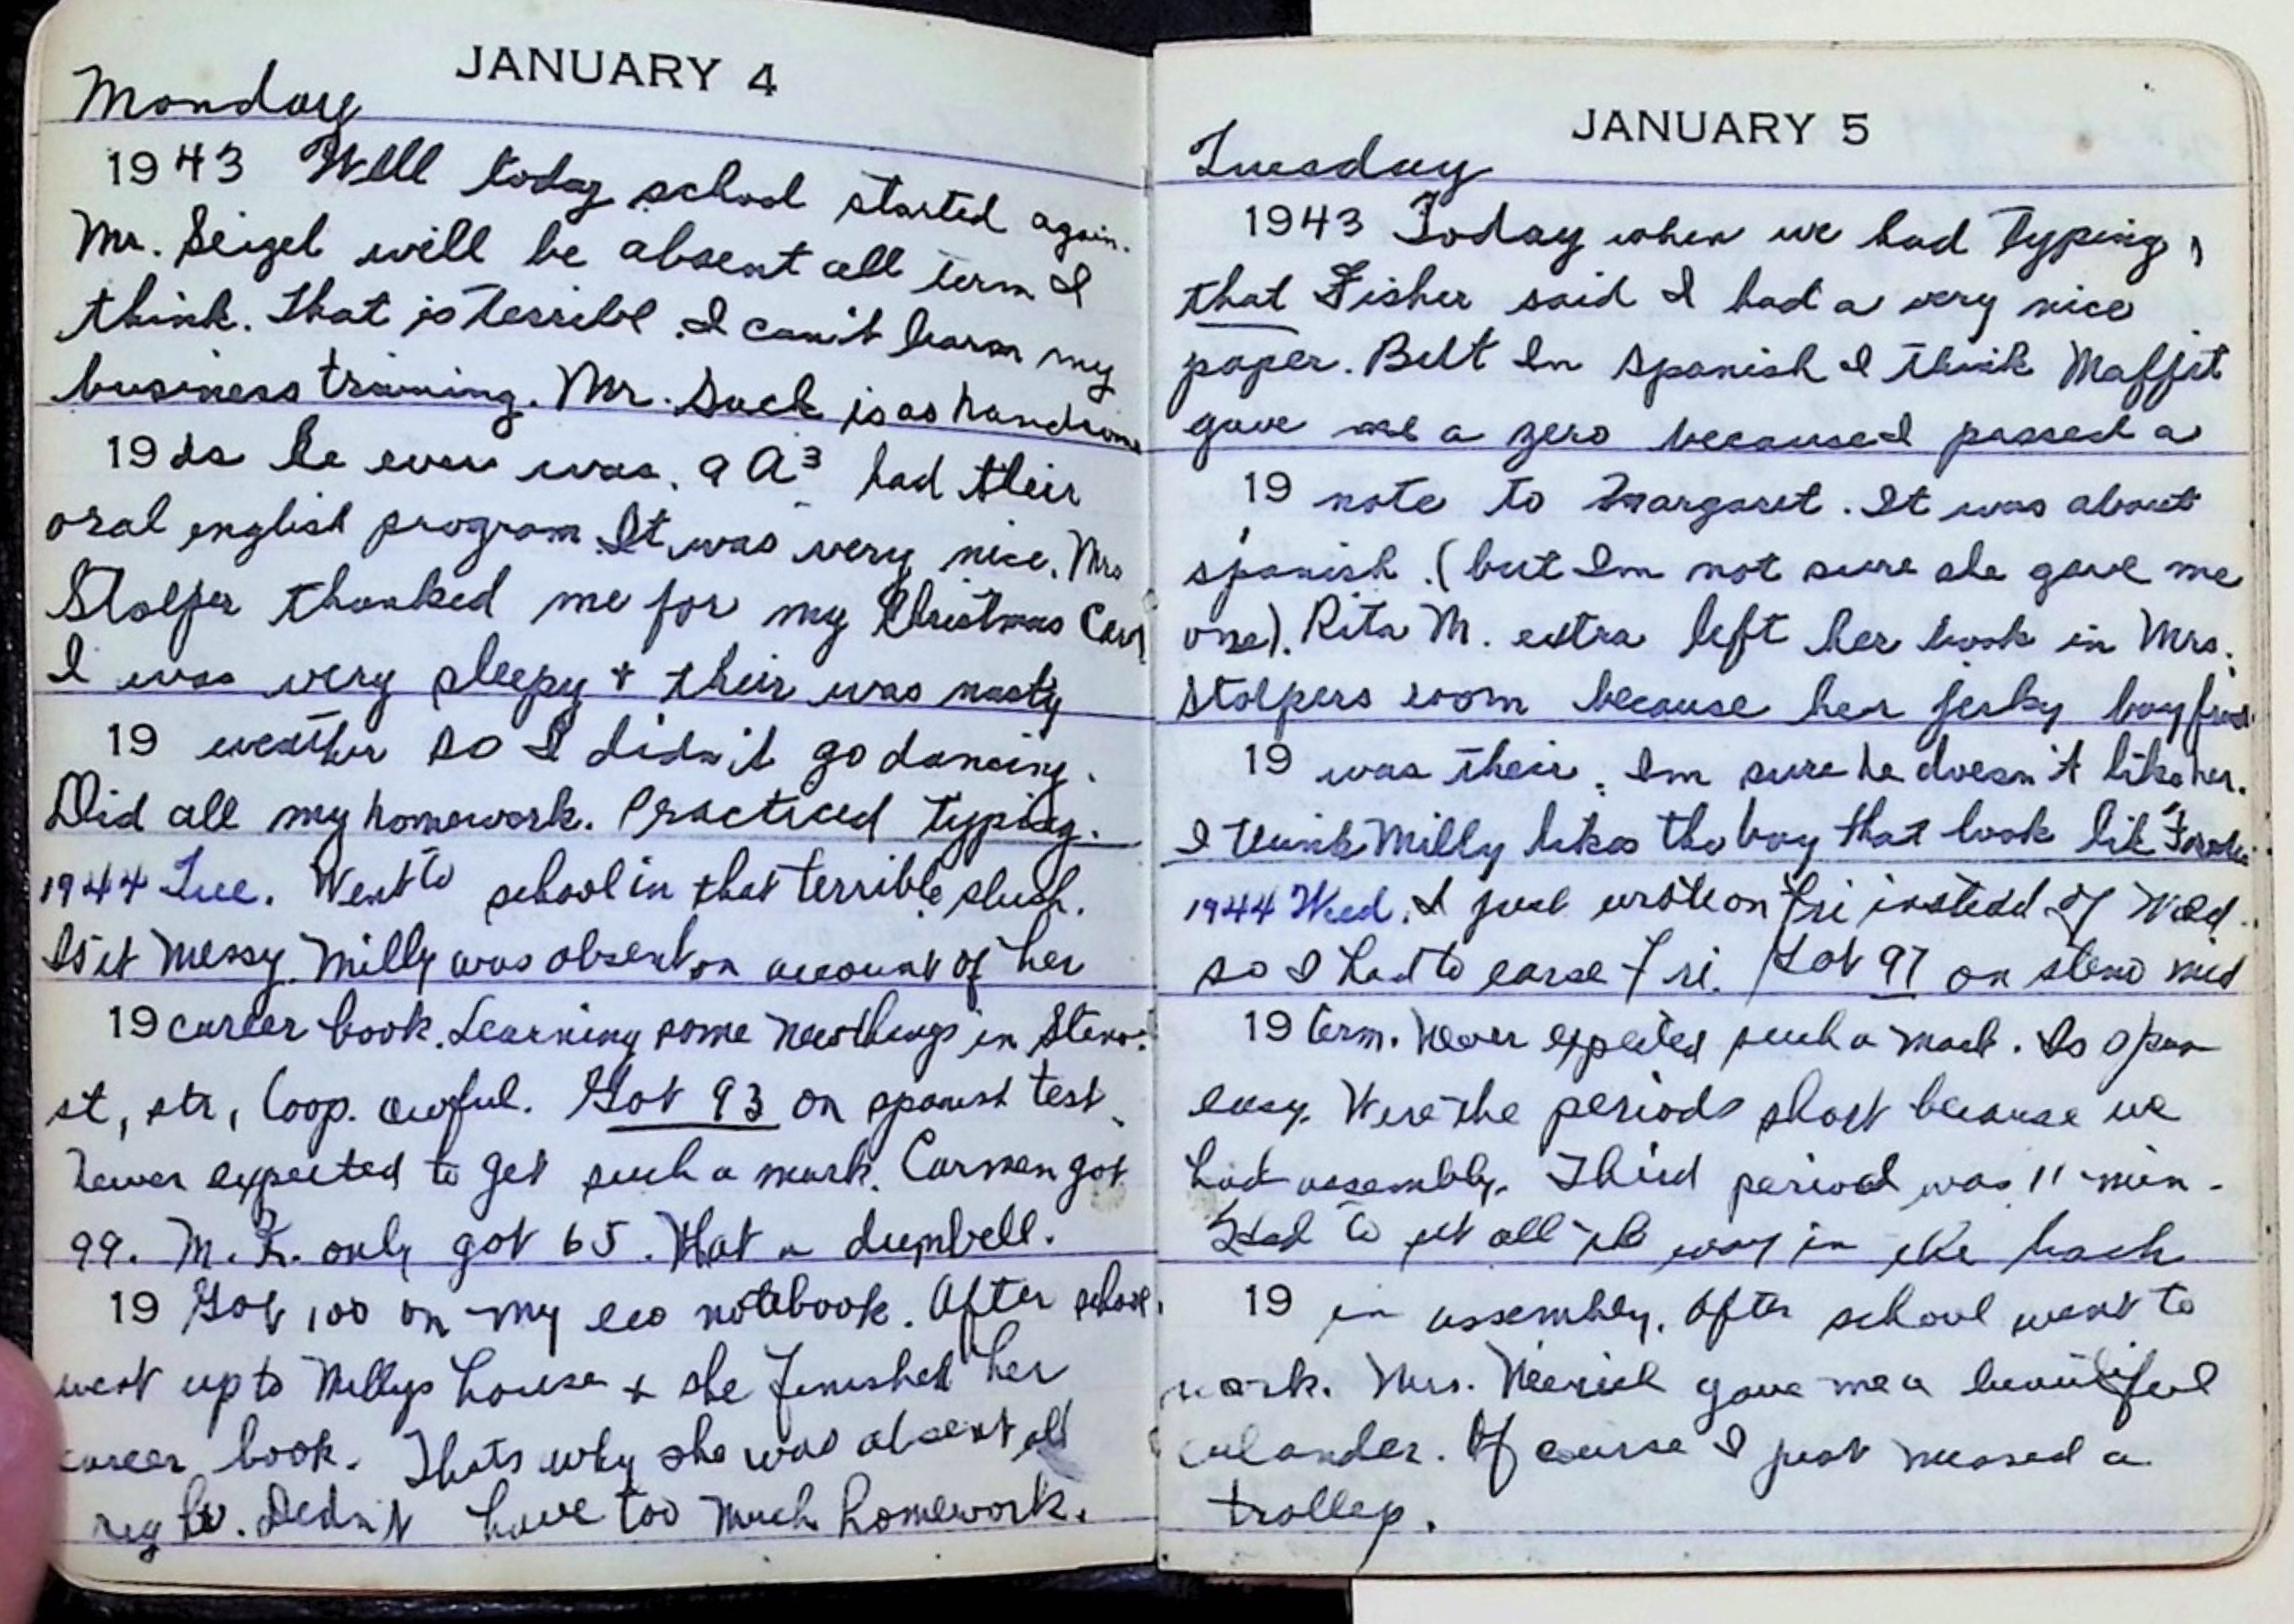 JANUARY 4
Monday
1943 Well today school started again.
Mr. Seigel will be absent all term I
think. That is terrible. I can't learn my
business training. Mr. Sack is as handsome
19 as he ever was. 9A3 had their
oral english program. It was very nice. Mrs
Stolper thanked me for my Christmas Card
I was very sleepy + their was nasty
19 weather so I didn't go dancing.
Did all my homework. Practiced typing.
1944 Tue. Went to school in that terrible slush.
Is it messy. Milly was absent on account of her
19 career book. Learning some new things in Steno.
st, str, loop. awful. Got 93 on spanish test.
Never expected to get such a mark. Carmen got
99. M. F. only got 65. What a dumbell.
19 Got 100 on my eco notebook. After school
went up to Millys house + she finished her
career book. Thats why she was absent all
Didn't have too much homework.
JANUARY 5
Tuesday
1943 Today when we had typing,
that Fisher said I had a very nice
paper. But In spanish I think Maffit
gave me a zero because I passed a
19 note to Margaret. It was about
spanish. (but Im not sure she gave me
one). Rita M. extra left her book in Mrs.
Stolpers room because her jerky boyfriend
19 was their. Im sure he doesn't like her.
I think Milly likes the boy that look like
1944 Wed. I just wrote on Fri instead of Wed.
so I had to earse Fri. Got 97 on steno mid
19 term. Never expected such a mark.
easy. Were the periods short because we
had assembly. Third period was 11 min.
Had to sit all the way in the back
19 in assembly. After school went to
work. Mrs. gave me a beautiful
calander. Of course I just missed a
trolley.